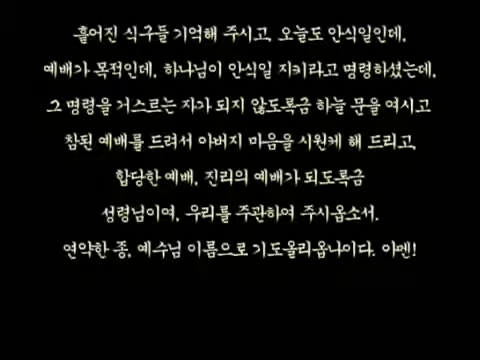 흩어진 식구들 기억해 주시고, 오늘도 안식일인데,
예배가 목적인데, 하나님이 안식일 지키라고 명령하셨는데,
그 명령을 거스르는 자가 되지 않도록금 하늘 문을 여시고
참된 예배를 드려서 아버지 마음을 시원케 해 드리고,
합당한 예배, 진리의 예배가 되도록금
성령님이여, 우리를 주관하여 주시옵소서.
연약한 종, 예수님 이름으로 기도올리옵나이다. 아멘!